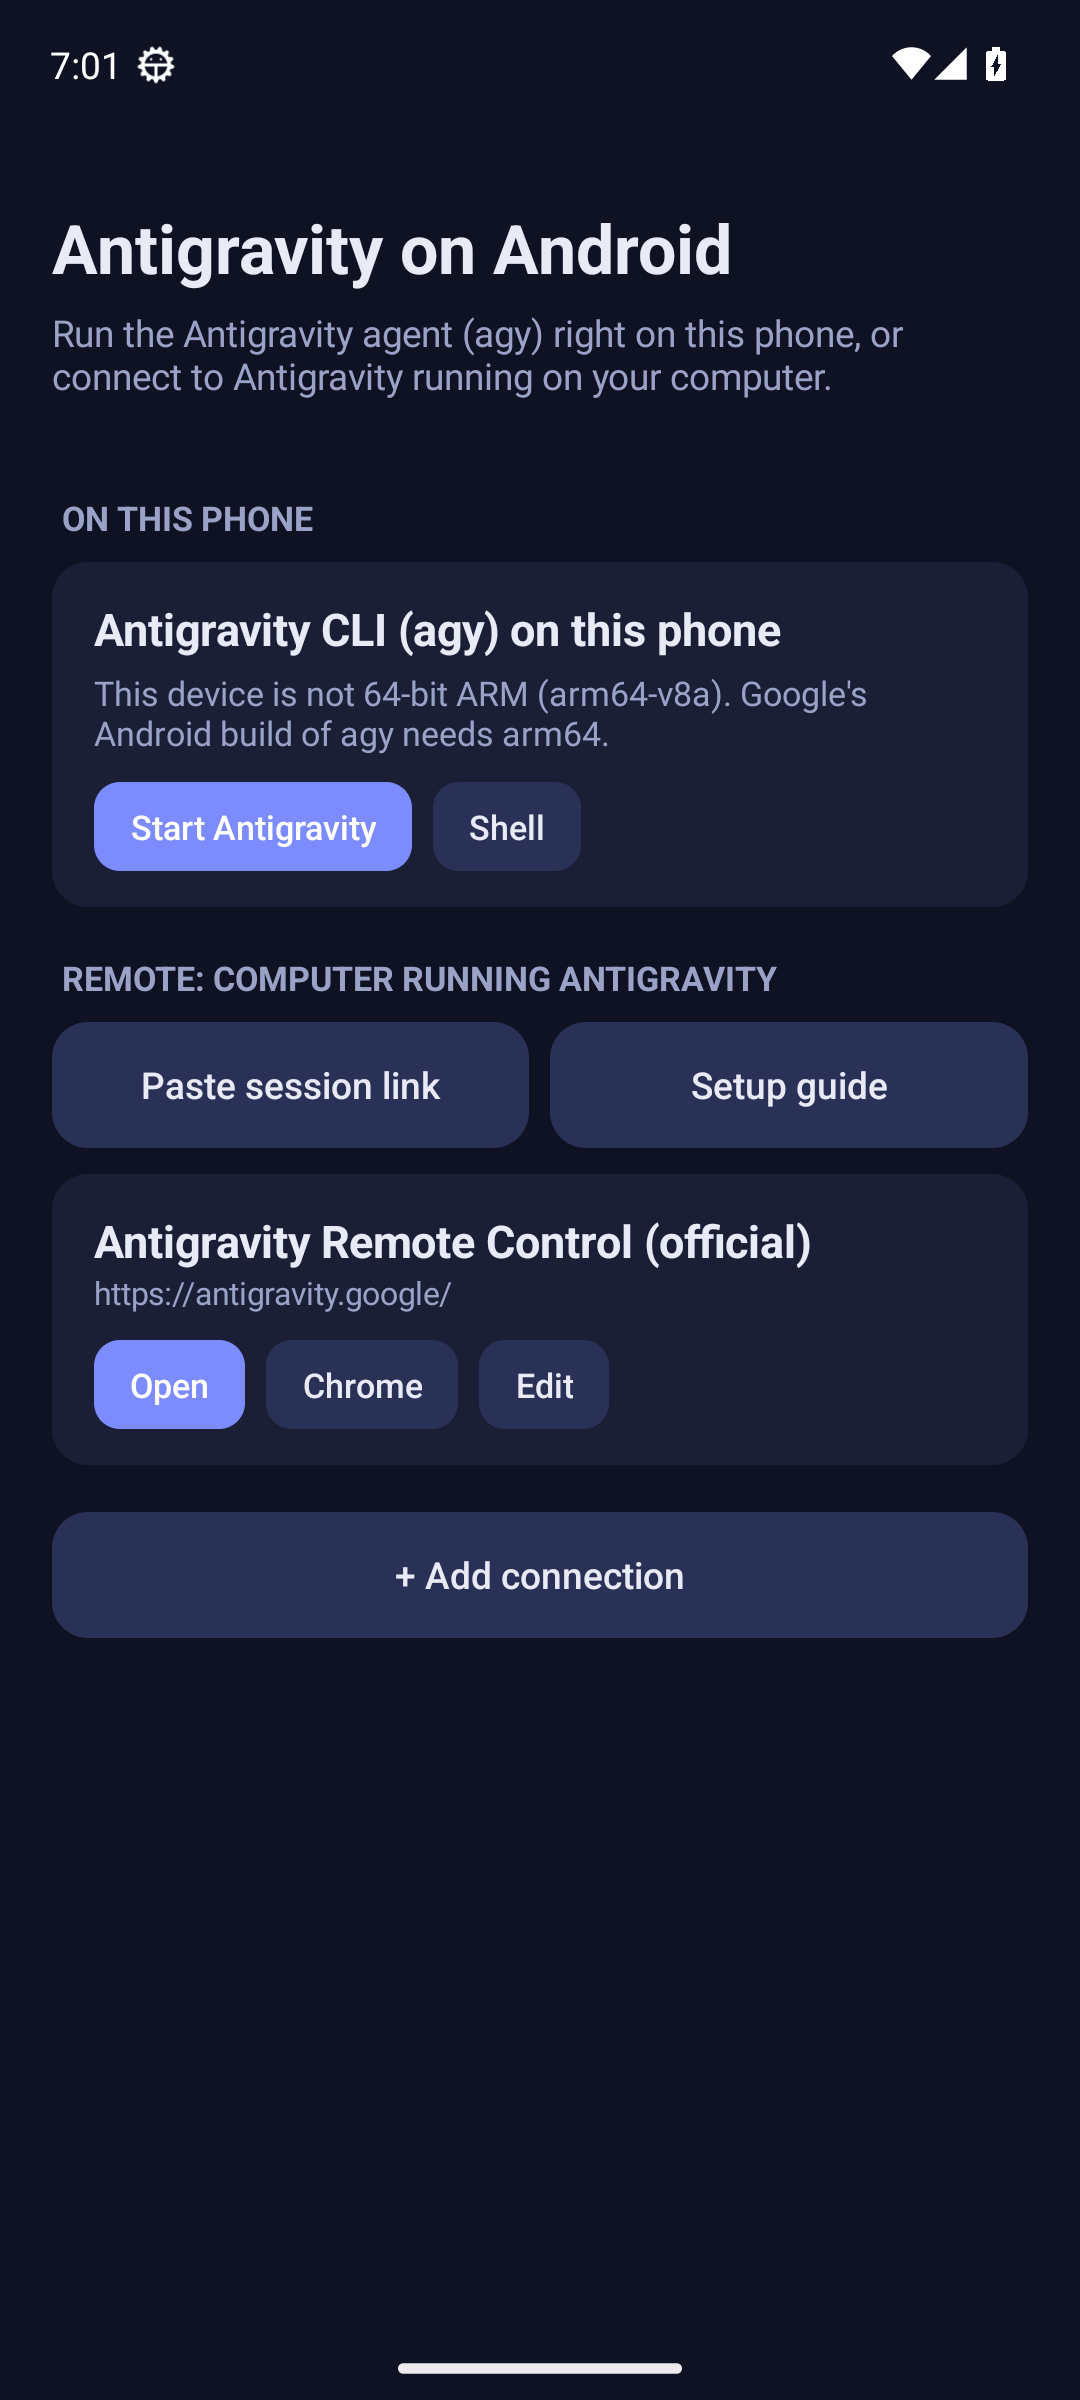 7:01
Antigravity on Android
Run the Antigravity agent (agy) right on this phone, or
connect to Antigravity running on your computer.
ON THIS PHONE
Antigravity CLI (agy) on this phone
This device is not 64-bit ARM (arm64-v8a). Google's
Android build of agy needs arm64.
Start Antigravity
Shell
REMOTE: COMPUTER RUNNING ANTIGRAVITY
Paste session link
Setup guide
Antigravity Remote Control (official)
https://antigravity.google/
Open
Chrome
Edit
+ Add connection